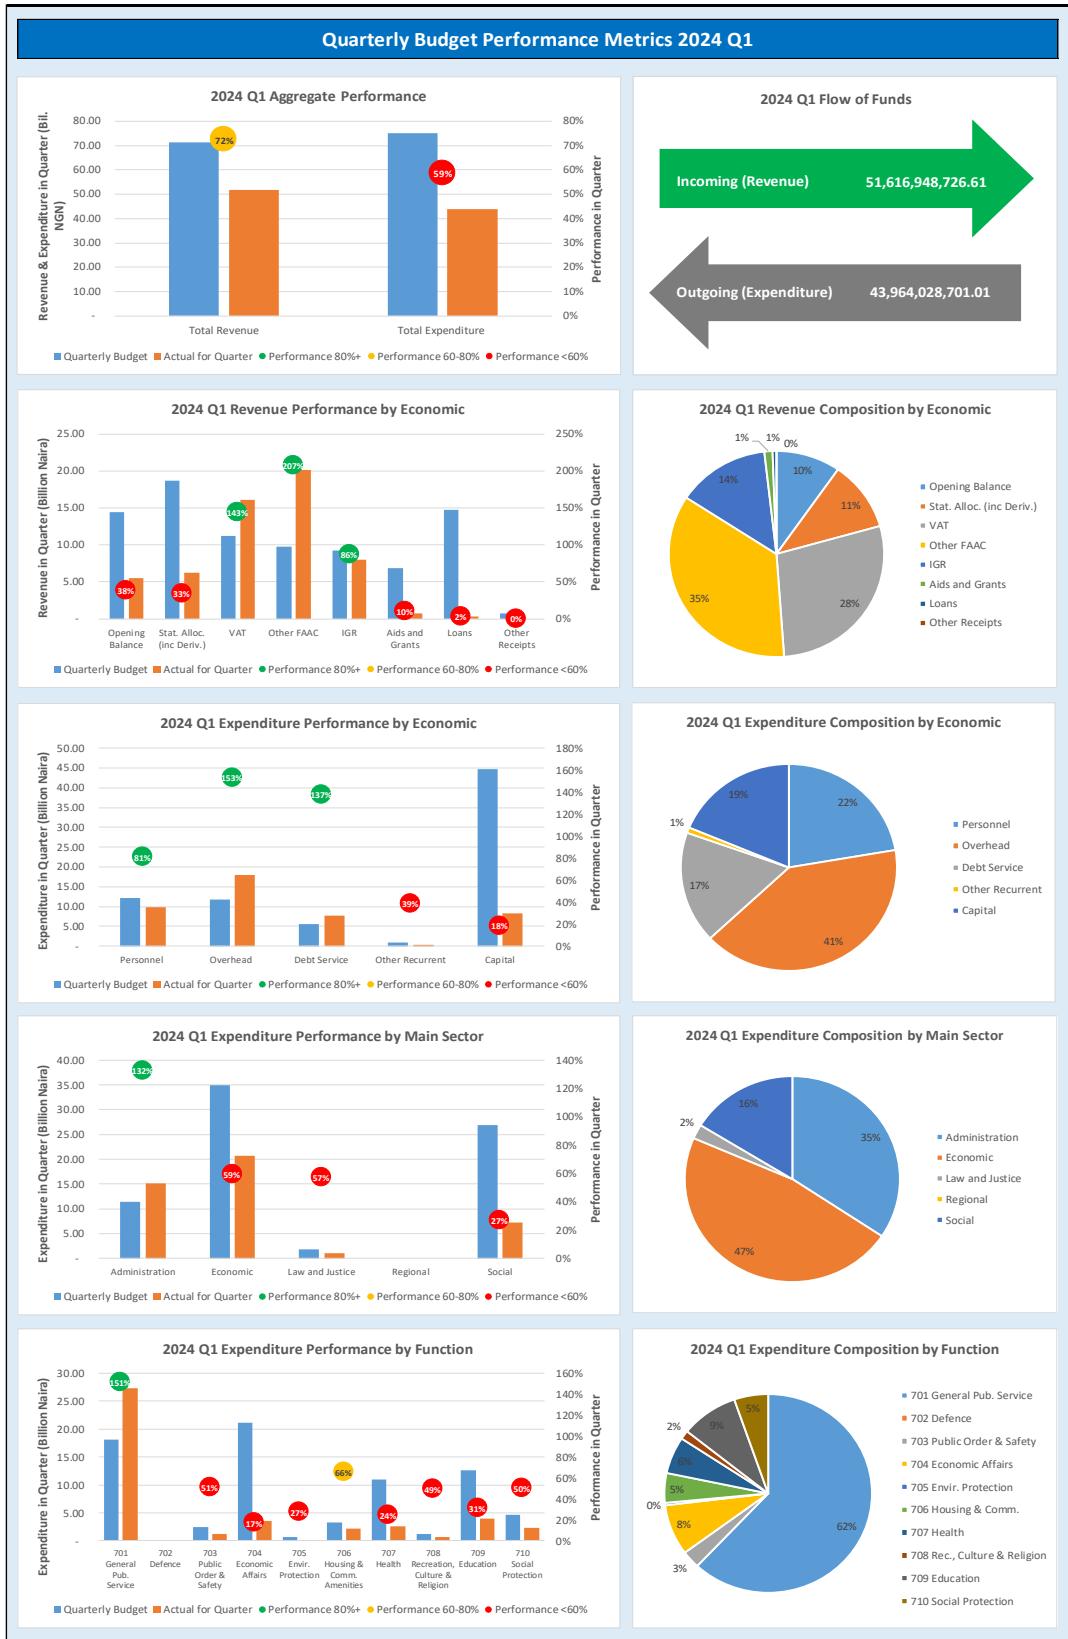 Quarterly Budget Performance Metrics 2024 Q1
2024 Q1 Aggregate Performance
Revenue & Expenditure in Quarter (Bil. NGN)
80.00
70.00
60.00
50.00
40.00
30.00
20.00
10.00
-
72%
59%
80%
70%
60%
50%
40%
30%
20%
10%
0%
Performance in Quarter
Total Revenue
Total Expenditure
Quarterly Budget Actual for Quarter Performance 80%+ Performance 60-80% Performance <60%
2024 Q1 Flow of Funds
Incoming (Revenue) 51,616,948,726.61
Outgoing (Expenditure) 43,964,028,701.01
2024 Q1 Revenue Performance by Economic
Revenue in Quarter (Billion Naira)
25.00
20.00
15.00
10.00
5.00
-
38%
33%
143%
207%
86%
10%
2%
0%
250%
200%
150%
100%
50%
0%
Performance in Quarter
Opening Balance
Stat. Alloc. (inc Deriv.)
VAT
Other FAAC
IGR
Aids and Grants
Loans
Other Receipts
Quarterly Budget Actual for Quarter Performance 80%+ Performance 60-80% Performance <60%
2024 Q1 Revenue Composition by Economic
1%
1%
0%
10%
11%
28%
35%
14%
Opening Balance
Stat. Alloc. (inc Deriv.)
VAT
Other FAAC
IGR
Aids and Grants
Loans
Other Receipts
2024 Q1 Expenditure Performance by Economic
Expenditure in Quarter (Billion Naira)
50.00
45.00
40.00
35.00
30.00
25.00
20.00
15.00
10.00
5.00
-
81%
153%
137%
39%
18%
180%
160%
140%
120%
100%
80%
60%
40%
20%
0%
Performance in Quarter
Personnel
Overhead
Debt Service
Other Recurrent
Capital
Quarterly Budget Actual for Quarter Performance 80%+ Performance 60-80% Performance <60%
2024 Q1 Expenditure Composition by Economic
22%
41%
17%
1%
19%
Personnel
Overhead
Debt Service
Other Recurrent
Capital
2024 Q1 Expenditure Performance by Main Sector
Expenditure in Quarter (Billion Naira)
40.00
35.00
30.00
25.00
20.00
15.00
10.00
5.00
-
132%
59%
57%
27%
140%
120%
100%
80%
60%
40%
20%
0%
Performance in Quarter
Administration
Economic
Law and Justice
Regional
Social
Quarterly Budget Actual for Quarter Performance 80%+ Performance 60-80% Performance <60%
2024 Q1 Expenditure Composition by Main Sector
35%
47%
2%
16%
Administration
Economic
Law and Justice
Regional
Social
2024 Q1 Expenditure Performance by Function
Expenditure in Quarter (Billion Naira)
30.00
25.00
20.00
15.00
10.00
5.00
-
151%
51%
17%
27%
66%
24%
49%
31%
50%
160%
140%
120%
100%
80%
60%
40%
20%
0%
Performance in Quarter
701 General Pub. Service
702 Defence
703 Public Order & Safety
704 Economic Affairs
705 Envir. Protection
706 Housing & Comm. Amenities
707 Health
708 Recreation, Culture & Religion
709 Education
710 Social Protection
Quarterly Budget Actual for Quarter Performance 80%+ Performance 60-80% Performance <60%
2024 Q1 Expenditure Composition by Function
62%
3%
8%
0%
5%
6%
2%
9%
5%
701 General Pub. Service
702 Defence
703 Public Order & Safety
704 Economic Affairs
705 Envir. Protection
706 Housing & Comm.
707 Health
708 Rec., Culture & Religion
709 Education
710 Social Protection